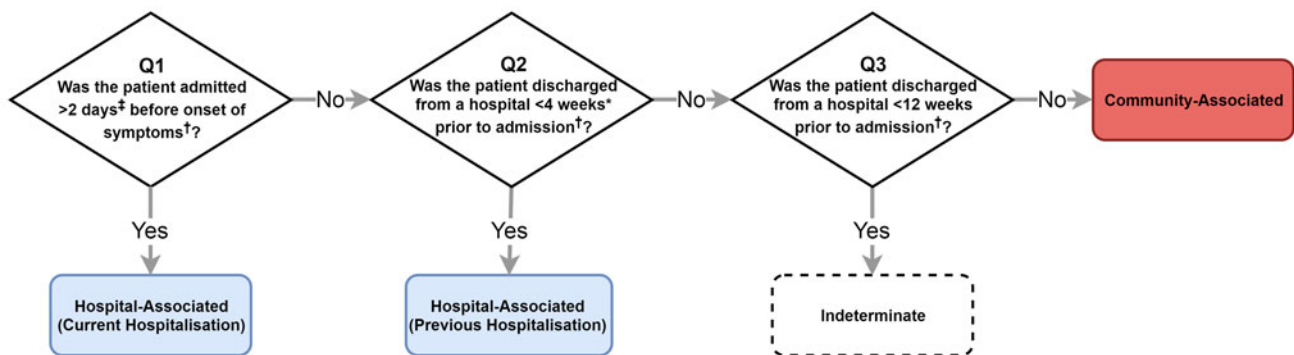 Q1
Was the patient admitted
>2 days‡ before onset of
symptoms†?
No
Q2
Was the patient discharged
from a hospital <4 weeks*
prior to admission†?
No
Q3
Was the patient discharged
from a hospital <12 weeks
prior to admission†?
No
Community-Associated
Yes
Yes
Yes
Hospital-Associated
(Current Hospitalisation)
Hospital-Associated
(Previous Hospitalisation)
Indeterminate